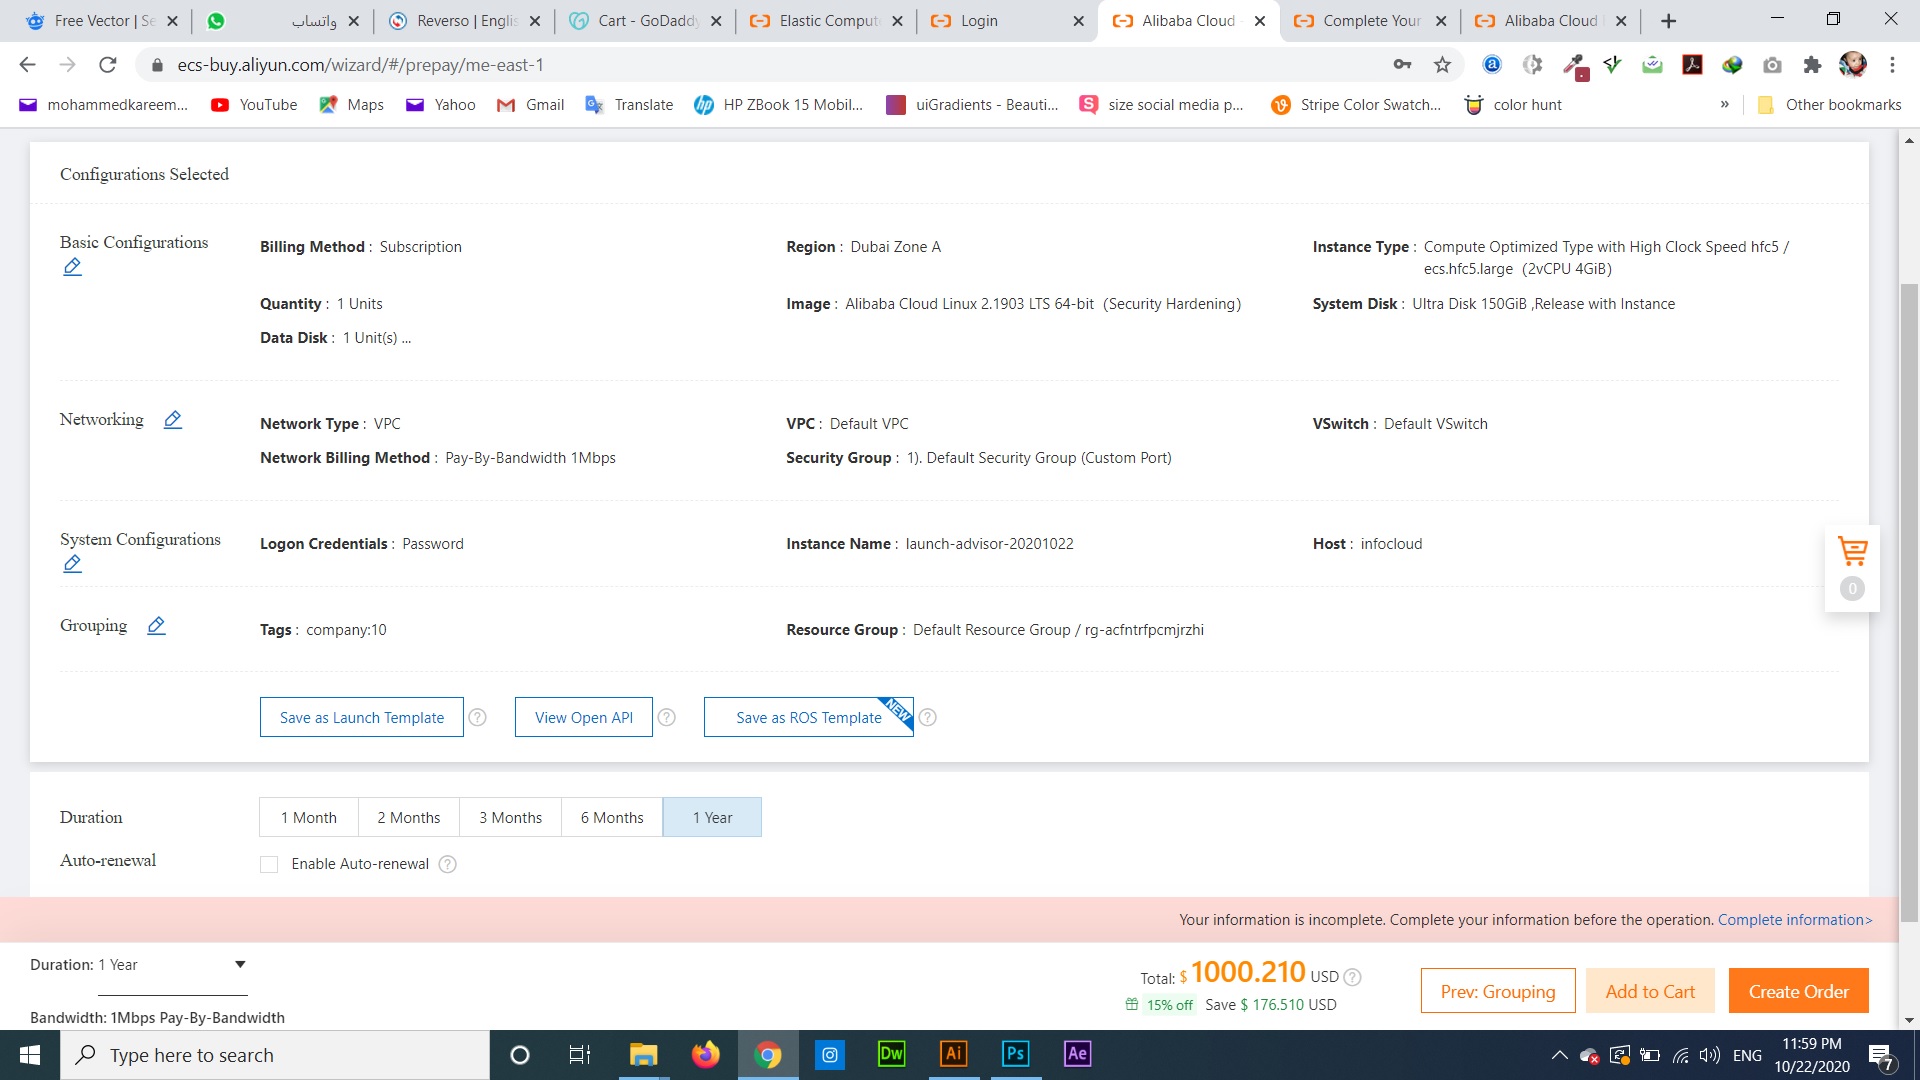 Free Vector | Se
واتساب
Reverso | Englis
Cart - GoDaddy
Elastic Compute
Login
Alibaba Cloud
Complete Your
Alibaba Cloud
ecs-buy.aliyun.com/wizard/#/prepay/me-east-1
mohammedkareem...
YouTube
Maps
Yahoo
Gmail
Translate
HP ZBook 15 Mobil...
uiGradients - Beauti...
size social media p...
Stripe Color Swatch...
color hunt
»
Other bookmarks
Configurations Selected
Basic Configurations
Billing Method : Subscription
Region : Dubai Zone A
Instance Type : Compute Optimized Type with High Clock Speed hfc5 /
ecs.hfc5.large (2vCPU 4GiB)
Quantity : 1 Units
Image : Alibaba Cloud Linux 2.1903 LTS 64-bit (Security Hardening)
System Disk : Ultra Disk 150GiB ,Release with Instance
Data Disk : 1 Unit(s) ...
Networking
Network Type : VPC
VPC : Default VPC
VSwitch : Default VSwitch
Network Billing Method : Pay-By-Bandwidth 1Mbps
Security Group : 1). Default Security Group (Custom Port)
System Configurations
Logon Credentials : Password
Instance Name : launch-advisor-20201022
Host : infocloud
0
Grouping
Tags : company:10
Resource Group : Default Resource Group / rg-acfntrfpcmjrzhi
Save as Launch Template ?
View Open API ?
Save as ROS Template NEW ?
Duration
1 Month
2 Months
3 Months
6 Months
1 Year
Auto-renewal
Enable Auto-renewal ?
Your information is incomplete. Complete your information before the operation. Complete information>
Duration: 1 Year
Total: $ 1000.210 USD ?
15% off Save $ 176.510 USD
Prev: Grouping
Add to Cart
Create Order
Bandwidth: 1Mbps Pay-By-Bandwidth
Type here to search
Dw
Ai
Ps
Ae
ENG
11:59 PM
10/22/2020
7